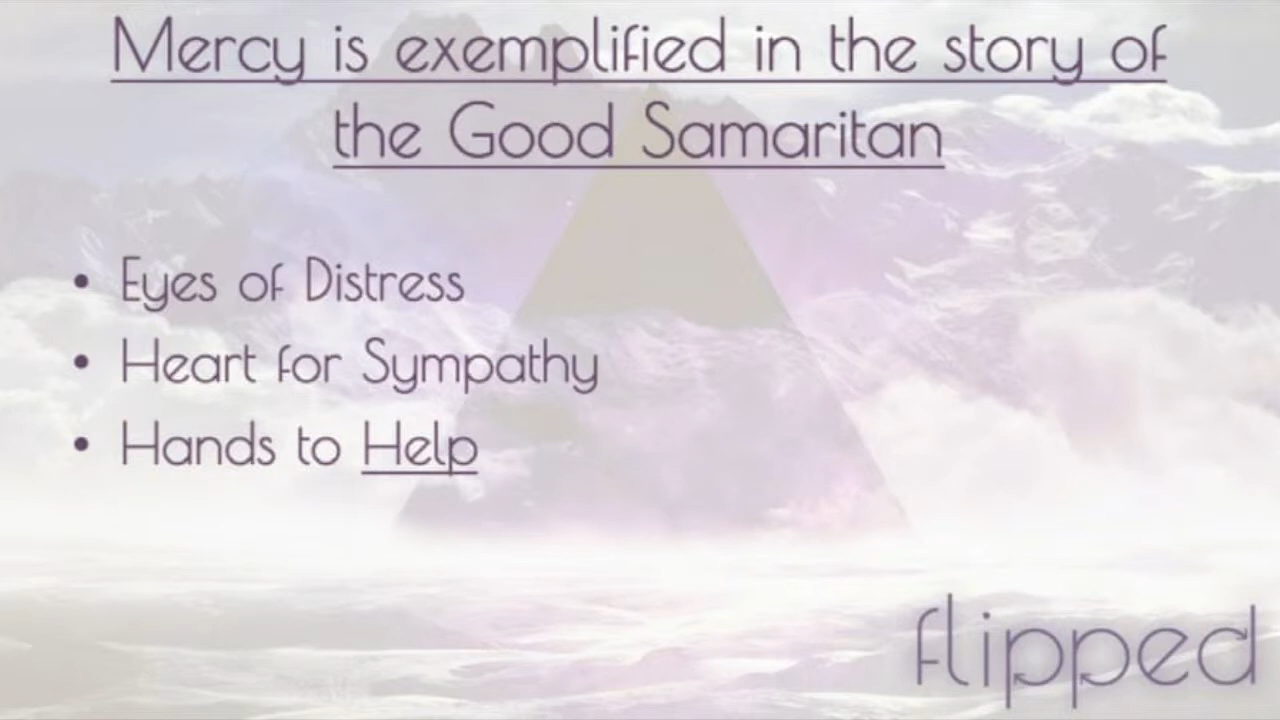 Mercy is exemplified in the story of
the Good Samaritan
• Eyes of Distress
• Heart for Sympathy
• Hands to Help
flipped